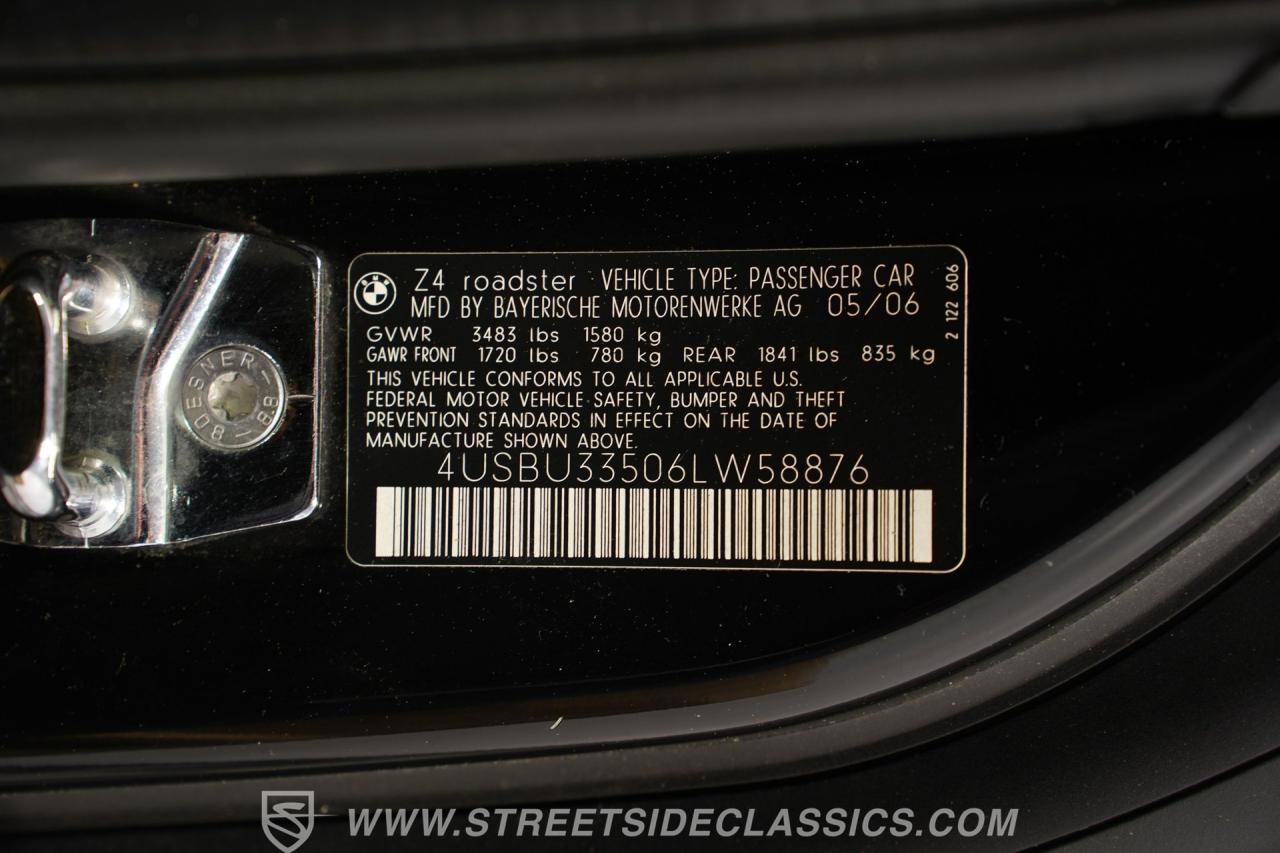 Z4 roadster VEHICLE TYPE: PASSENGER CAR
MFD BY BAYERISCHE MOTORENWERKE AG 05/06
GVWR 3483 lbs 1580 kg
GAWR FRONT 1720 lbs 780 kg REAR 1841 lbs 835 kg
THIS VEHICLE CONFORMS TO ALL APPLICABLE U.S.
FEDERAL MOTOR VEHICLE SAFETY, BUMPER AND THEFT
PREVENTION STANDARDS IN EFFECT ON THE DATE OF
MANUFACTURE SHOWN ABOVE.
4USBU33506LW58876
2 122 606
BMW
DESNER-88-8
WWW.STREETSIDECLASSICS.COM